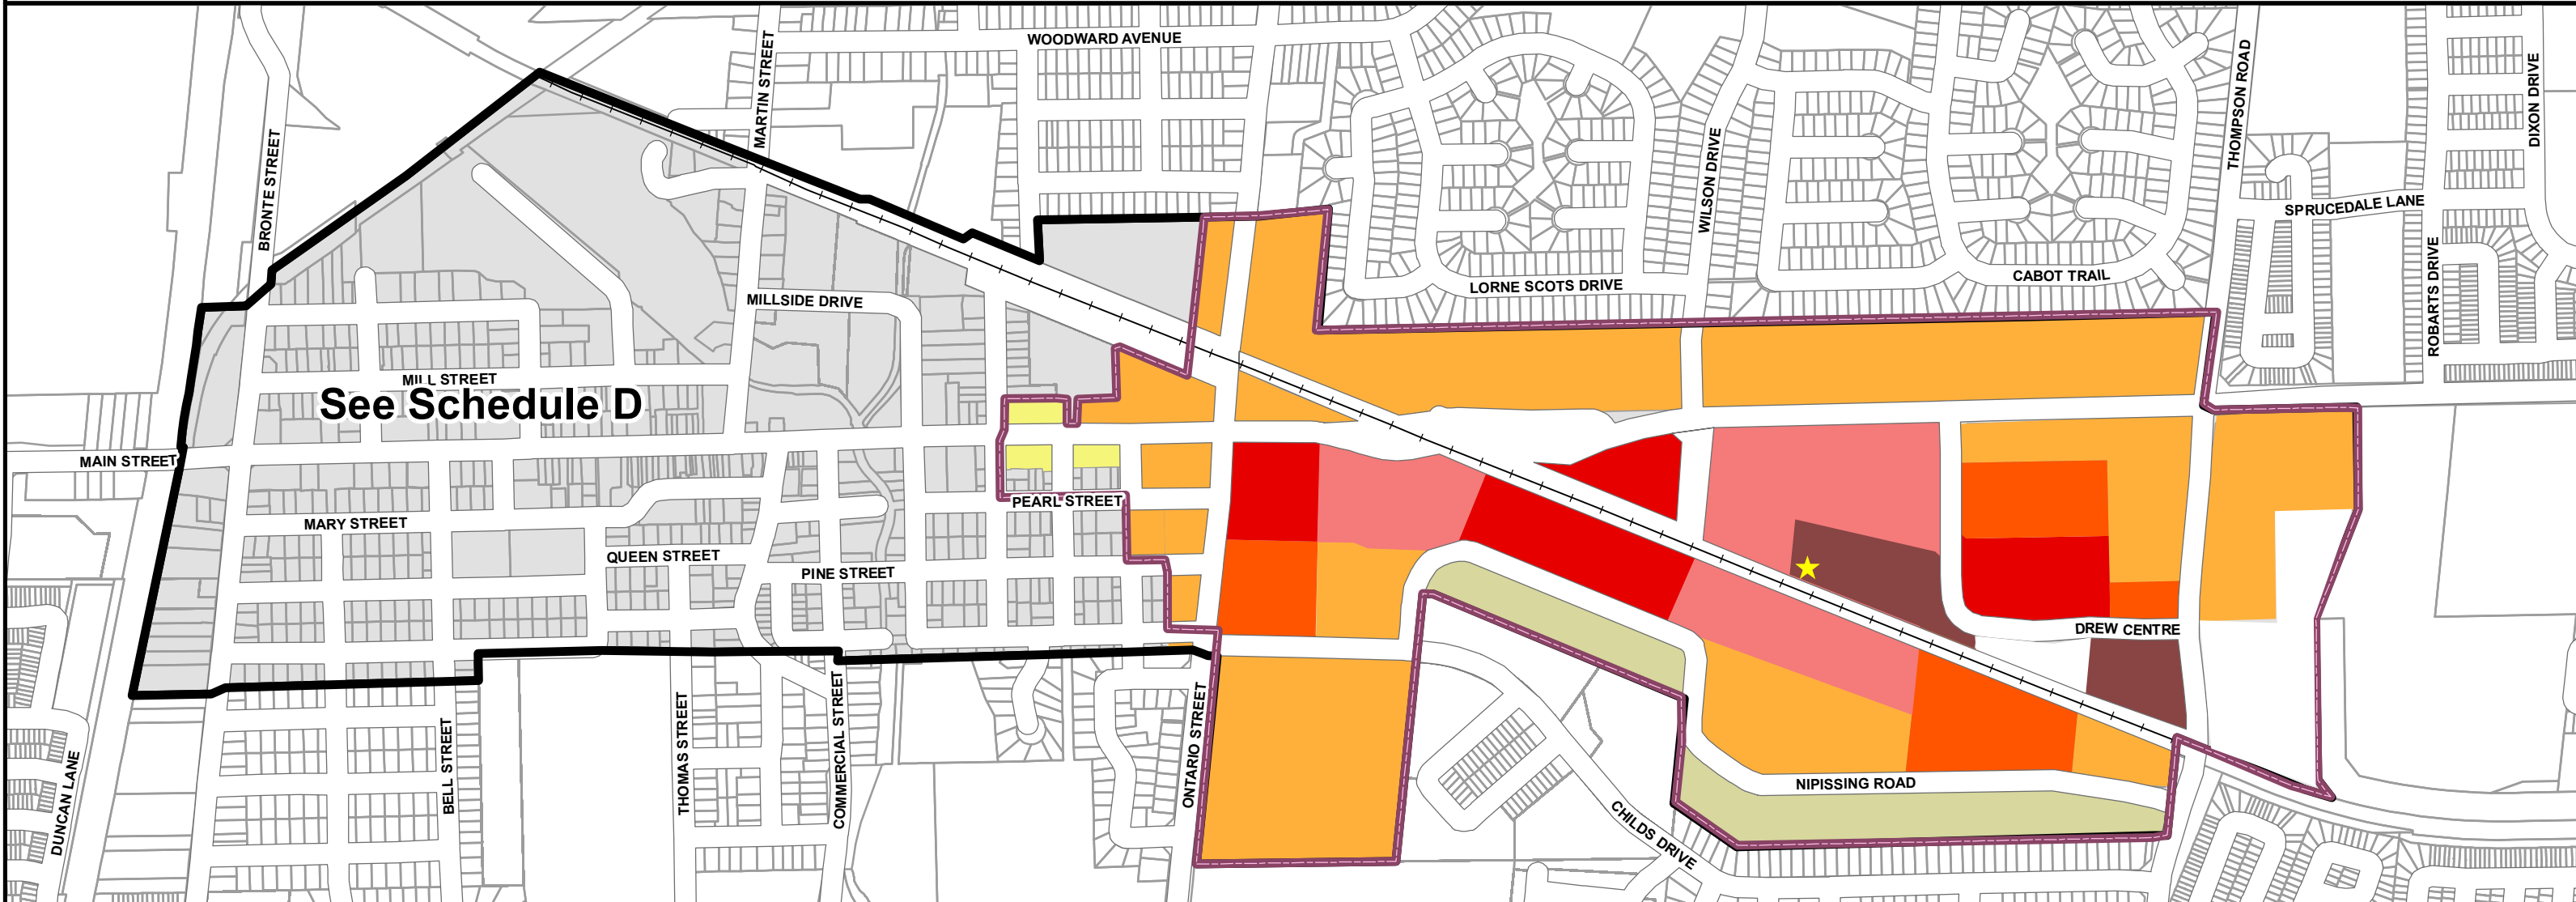 WOODWARD AVENUE
MARTIN STREET
THOMPSON ROAD
DIXON DRIVE
BRONTE STREET
WILSON DRIVE
SPRUCEDALE LANE
ROBARTS DRIVE
CABOT TRAIL
LORNE SCOTS DRIVE
MILLSIDE DRIVE
MILL STREET
See Schedule D
MAIN STREET
PEARL STREET
MARY STREET
QUEEN STREET
PINE STREET
DREW CENTRE
ONTARIO STREET
THOMAS STREET
COMMERCIAL STREET
BELL STREET
DUNCAN LANE
NIPISSING ROAD
CHILDS DRIVE